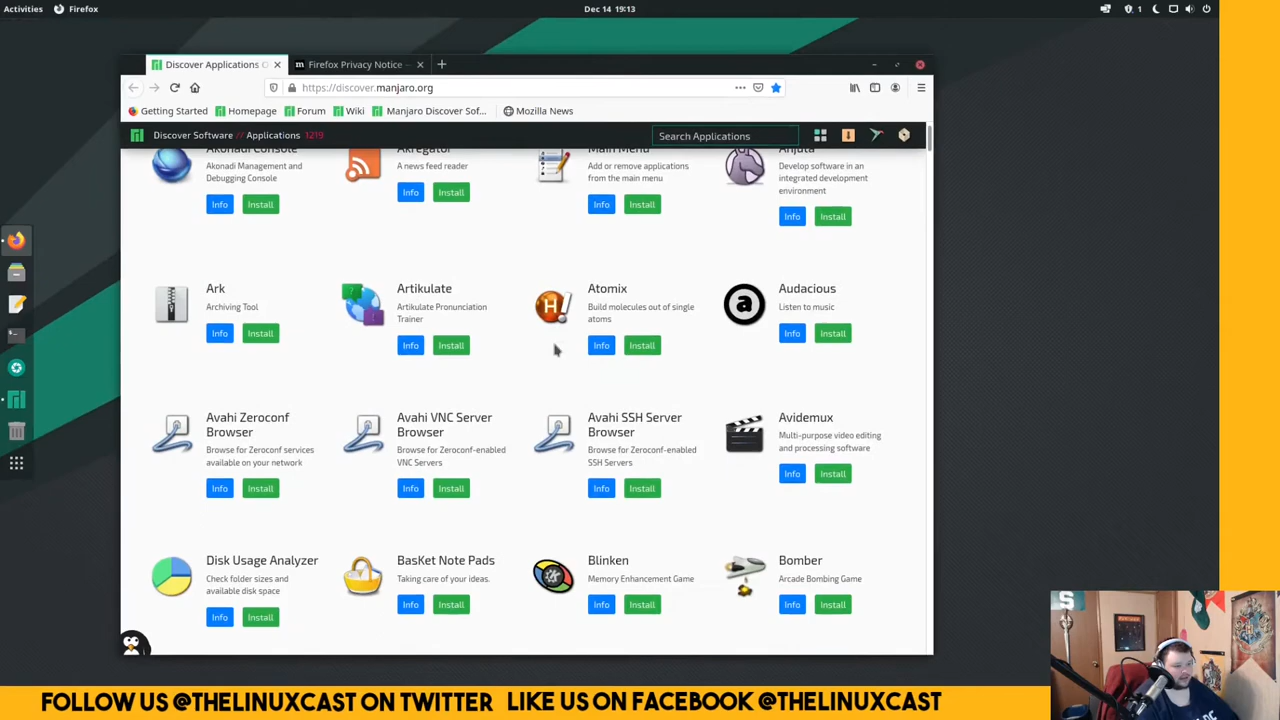 Activities
Firefox
Dec 14 19:13
1
Discover Applications O
Firefox Privacy Notice
https://discover.manjaro.org
Getting Started
Homepage
Forum
Wiki
Manjaro Discover Sof...
Mozilla News
Discover Software // Applications 1219
Search Applications
Akonadi Console
Akregator
Main Menu
Anjuta
Akonadi Management and
Debugging Console
A news feed reader
Add or remove applications
from the main menu
Develop software in an
integrated development
environment
Info Install
Info Install
Info Install
Info Install
Ark
Artikulate
Atomix
Audacious
Archiving Tool
Artikulate Pronunciation
Trainer
Build molecules out of single
atoms
Listen to music
Info Install
Info Install
Info Install
Info Install
Avahi Zeroconf
Browser
Avahi VNC Server
Browser
Avahi SSH Server
Browser
Avidemux
Browse for Zeroconf services
available on your network
Browse for Zeroconf-enabled
VNC Servers
Browse for Zeroconf-enabled
SSH Servers
Multi-purpose video editing
and processing software
Info Install
Info Install
Info Install
Info Install
Disk Usage Analyzer
BasKet Note Pads
Blinken
Bomber
Check folder sizes and
available disk space
Taking care of your ideas.
Memory Enhancement Game
Arcade Bombing Game
Info Install
Info Install
Info Install
Info Install
FOLLOW US @THELINUXCAST ON TWITTER LIKE US ON FACEBOOK @THELINUXCAST